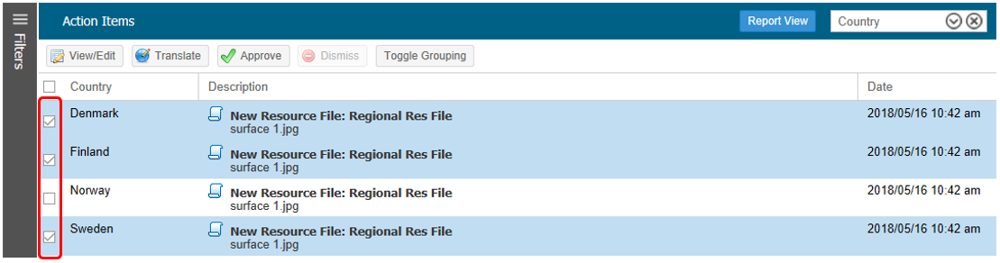 Filters
Action Items Report View Country
View/Edit Translate Approve Dismiss Toggle Grouping
Country Description Date
Denmark New Resource File: Regional Res File 2018/05/16 10:42 am
surface 1.jpg
Finland New Resource File: Regional Res File 2018/05/16 10:42 am
surface 1.jpg
Norway New Resource File: Regional Res File 2018/05/16 10:42 am
surface 1.jpg
Sweden New Resource File: Regional Res File 2018/05/16 10:42 am
surface 1.jpg